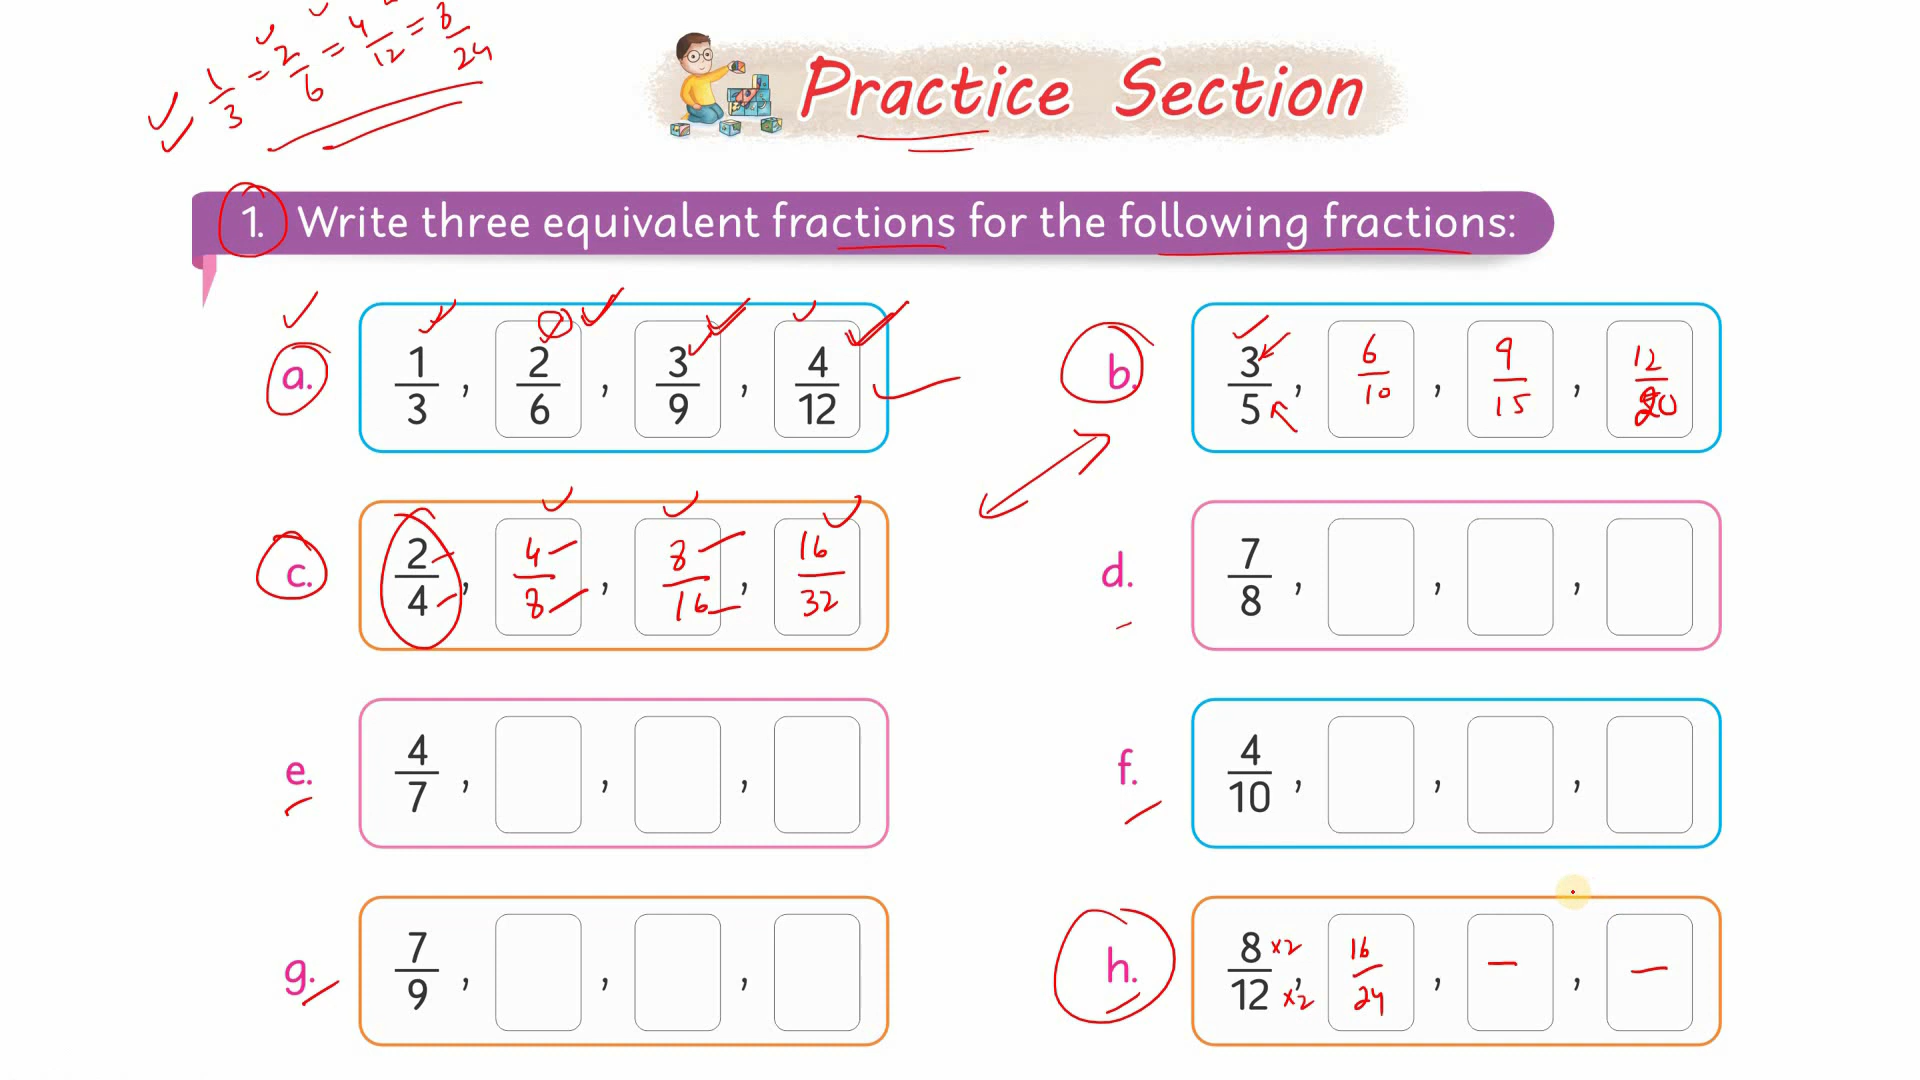 1/3 = 2/6 = 4/12 = 8/24
Practice Section
1. Write three equivalent fractions for the following fractions:
a. 1/3 , 2/6 , 3/9 , 4/12
b. 3/5 , 6/10 , 9/15 , 12/20
c. 2/4 , 4/8 , 8/16 , 16/32
d. 7/8 , , ,
e. 4/7 , , ,
f. 4/10 , , ,
g. 7/9 , , ,
h. 8×2/12×2 , 16/24 , – , –